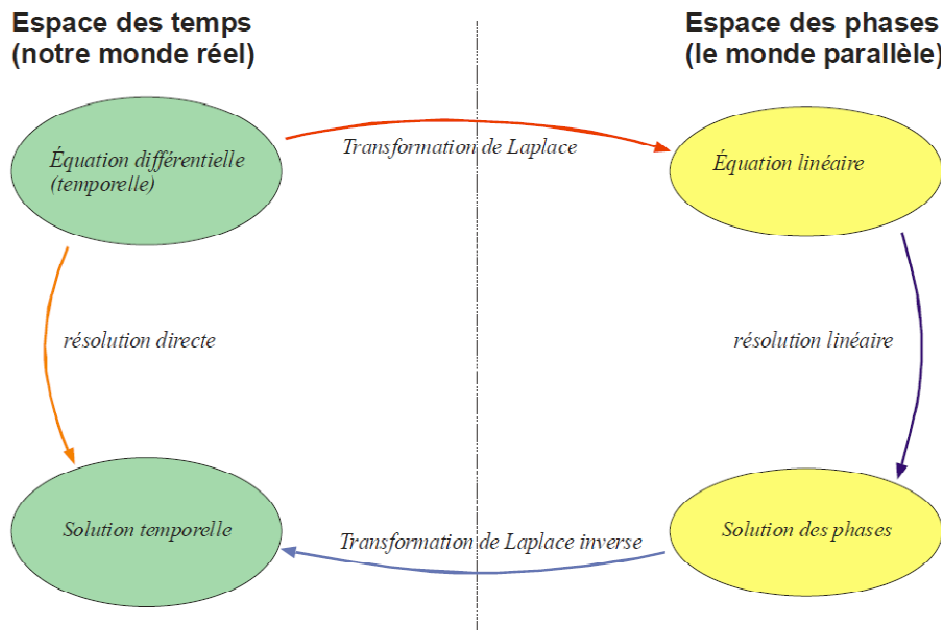 Espace des temps
(notre monde réel)
Espace des phases
(le monde parallèle)
Équation différentielle
(temporelle)
Transformation de Laplace
Équation linéaire
résolution directe
résolution linéaire
Solution temporelle
Transformation de Laplace inverse
Solution des phases